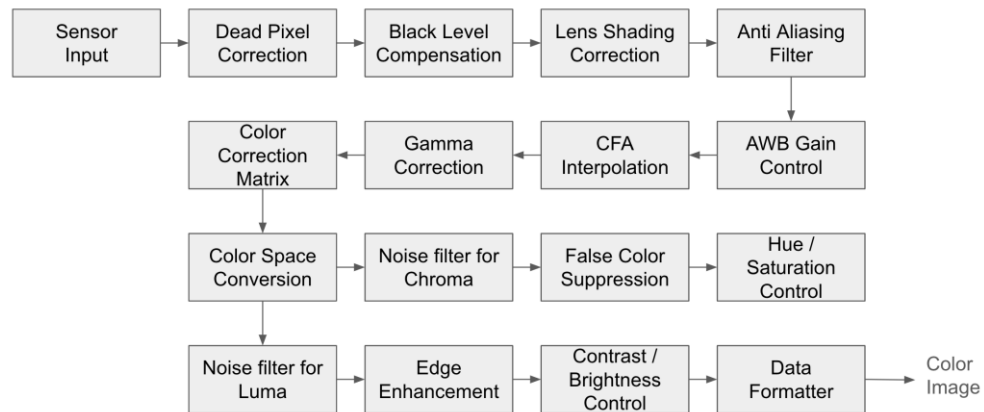 Sensor
Input
Dead Pixel
Correction
Black Level
Compensation
Lens Shading
Correction
Anti Aliasing
Filter
Color
Correction
Matrix
Gamma
Correction
CFA
Interpolation
AWB Gain
Control
Color Space
Conversion
Noise filter for
Chroma
False Color
Suppression
Hue /
Saturation
Control
Noise filter for
Luma
Edge
Enhancement
Contrast /
Brightness
Control
Data
Formatter
Color
Image